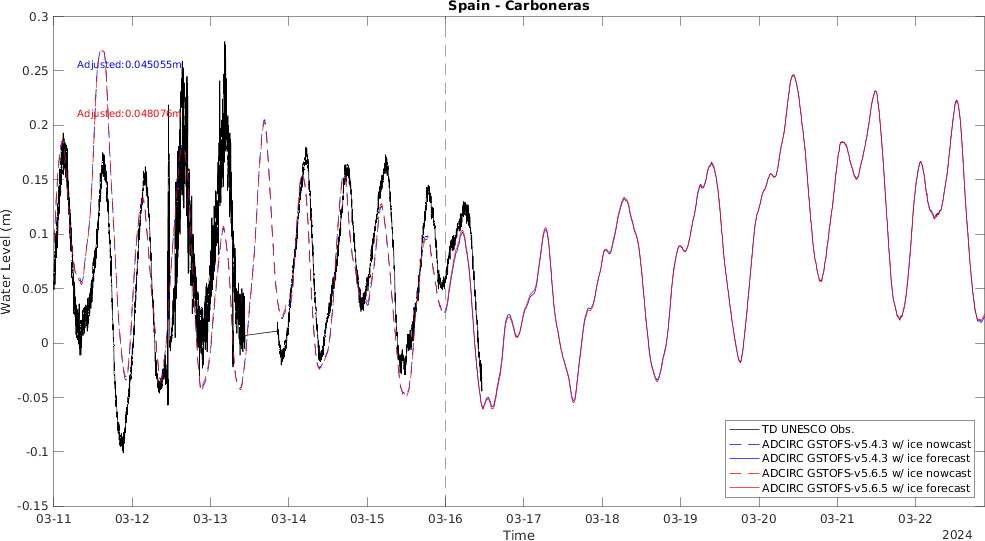 Spain - Carboneras
0.3
0.25
0.2
0.15
0.1
0.05
0
-0.05
-0.1
-0.15
Water Level (m)
Adjusted:0.045055m
Adjusted:0.048076m
TD UNESCO Obs.
ADCIRC GSTOFS-v5.4.3 w/ ice nowcast
ADCIRC GSTOFS-v5.4.3 w/ ice forecast
ADCIRC GSTOFS-v5.6.5 w/ ice nowcast
ADCIRC GSTOFS-v5.6.5 w/ ice forecast
03-11 03-12 03-13 03-14 03-15 03-16 03-17 03-18 03-19 03-20 03-21 03-22
Time
2024